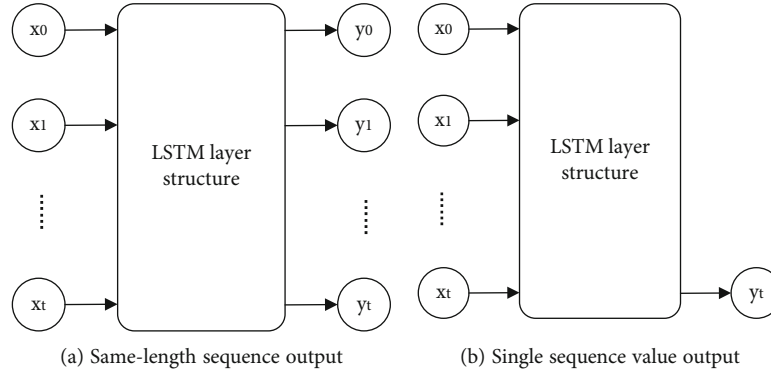 x0
y0
x1
y1
LSTM layer
structure
xt
yt
(a) Same-length sequence output
x0
x1
LSTM layer
structure
xt
yt
(b) Single sequence value output